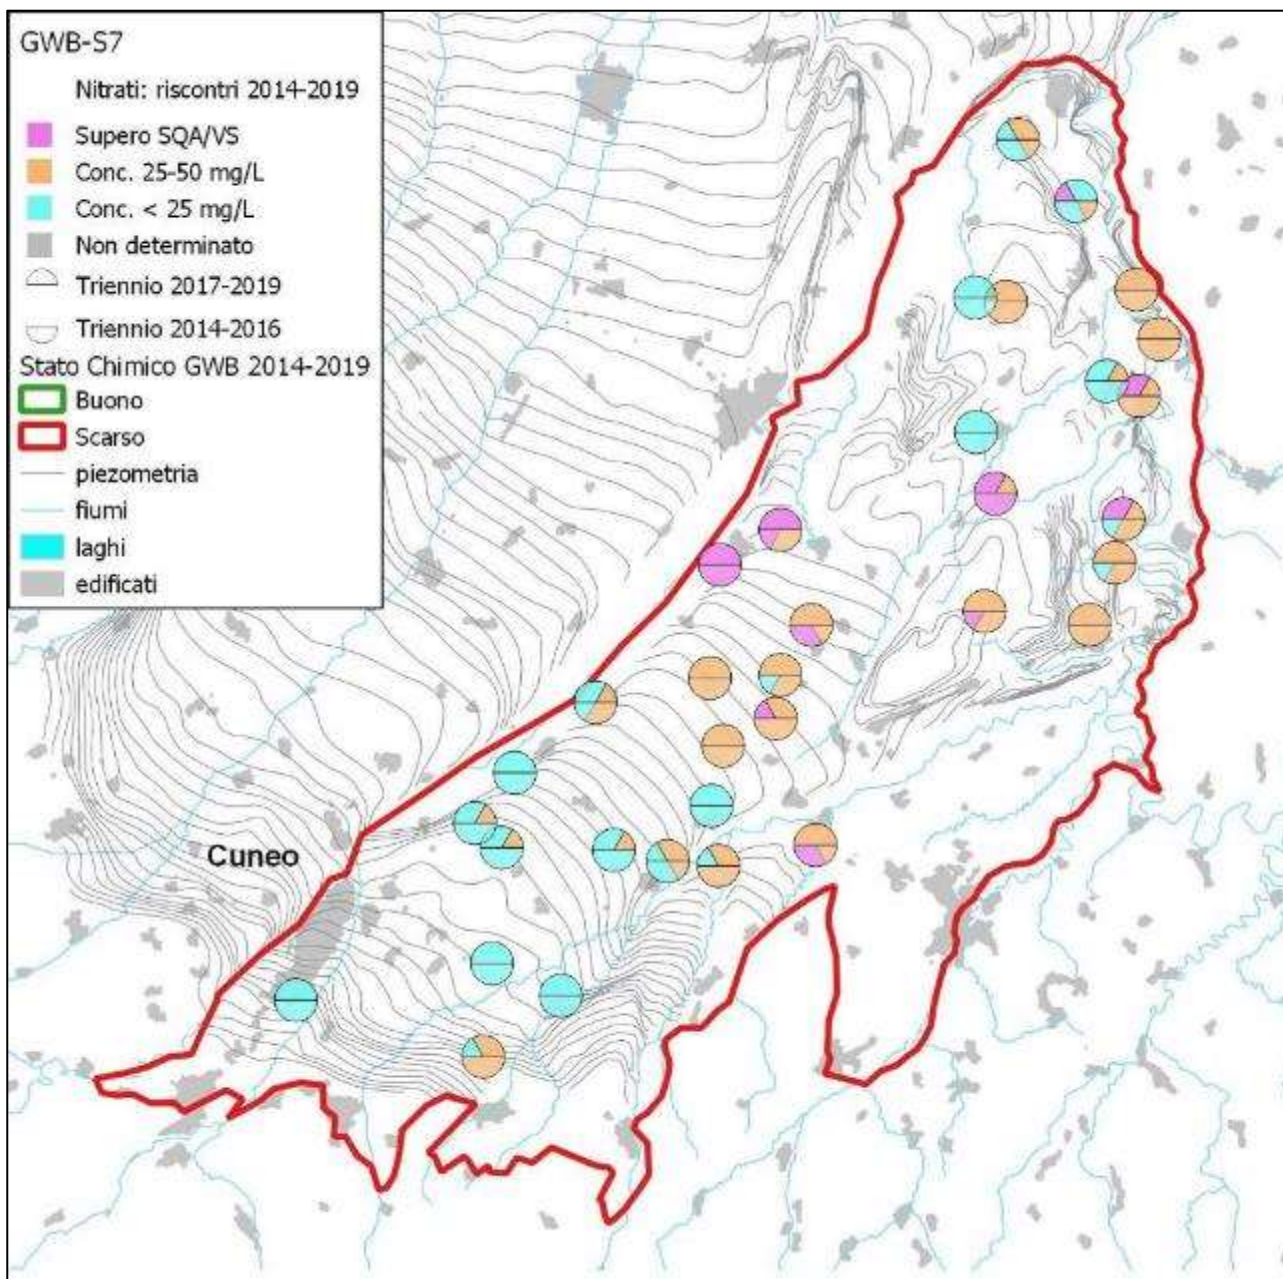 GWB-S7
Nitrati: riscontri 2014-2019
Supero SQA/VS
Conc. 25-50 mg/L
Conc. < 25 mg/L
Non determinato
Triennio 2017-2019
Triennio 2014-2016
Stato Chimico GWB 2014-2019
Buono
Scarso
piezometria
fiumi
laghi
edificati
Cuneo